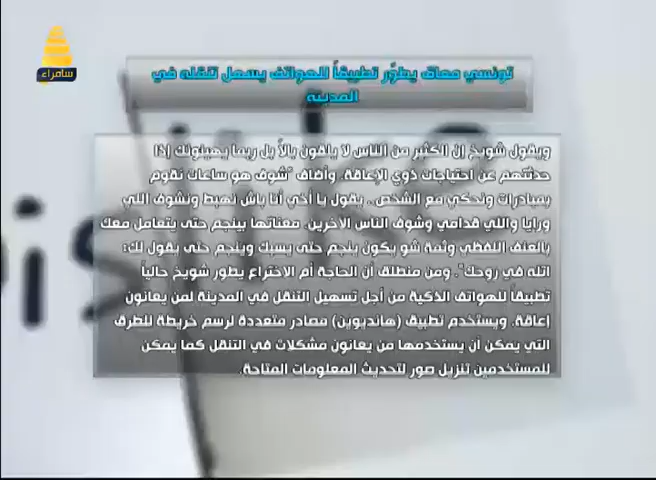 سامراء
تونسي معاق يطوّر تطبيقاً للهواتف يسهل تنقله في
المدينة
ويقول شويخ إن الكثير من الناس لا يلقون بالاً بل ربما يهينونك إذا
حدثتهم عن احتياجات ذوي الإعاقة. وأضاف "شوف هو ساعات نقوم
بمبادرات ونحكي مع الشخص.. يقول يا أخي أنا باش نهبط ونشوف اللي
ورايا واللي قدامي وشوف الناس الآخرين. معناتها ينجم حتى يتعامل معك
بالعنف اللفظي وثمة شو يكون ينجم حتى يسبك وينجم حتى يقول لك:
اتله في روحك". ومن منطلق أن الحاجة أم الاختراع يطور شويخ حالياً
تطبيقاً للهواتف الذكية من أجل تسهيل التنقل في المدينة لمن يعانون
إعاقة. ويستخدم تطبيق (هانديوين) مصادر متعددة لرسم خريطة للطرق
التي يمكن أن يستخدمها من يعانون مشكلات في التنقل كما يمكن
للمستخدمين تنزيل صور لتحديث المعلومات المتاحة.